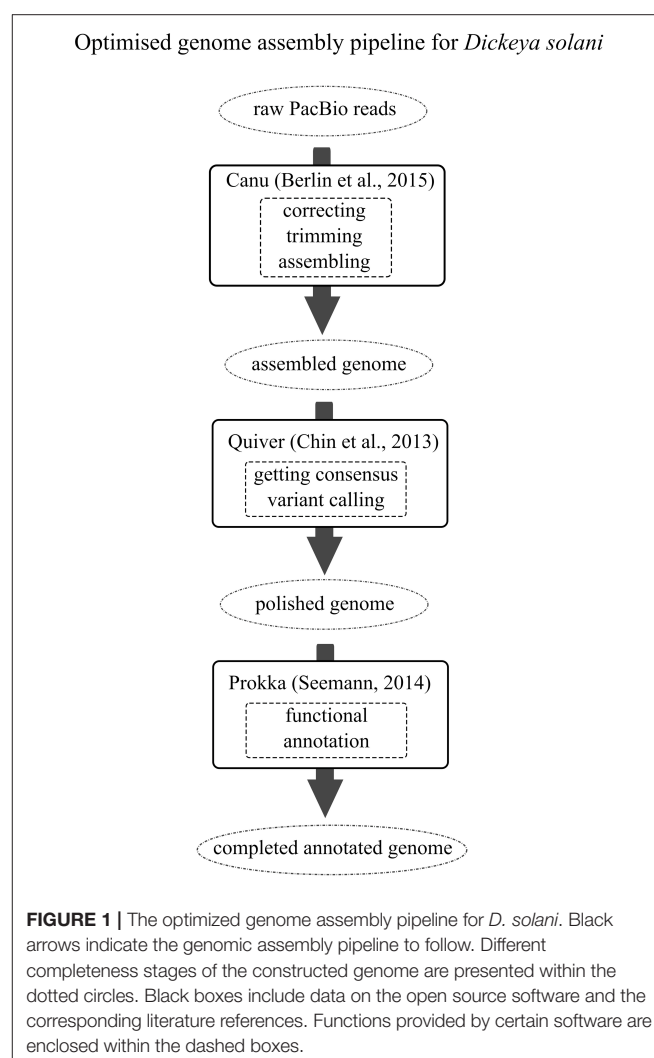 Optimised genome assembly pipeline for Dickeya solani
raw PacBio reads
Canu (Berlin et al., 2015)
correcting
trimming
assembling
assembled genome
Quiver (Chin et al., 2013)
getting consensus
variant calling
polished genome
Prokka (Seemann, 2014)
functional
annotation
completed annotated genome
FIGURE 1 | The optimized genome assembly pipeline for D. solani. Black
arrows indicate the genomic assembly pipeline to follow. Different
completeness stages of the constructed genome are presented within the
dotted circles. Black boxes include data on the open source software and the
corresponding literature references. Functions provided by certain software are
enclosed within the dashed boxes.